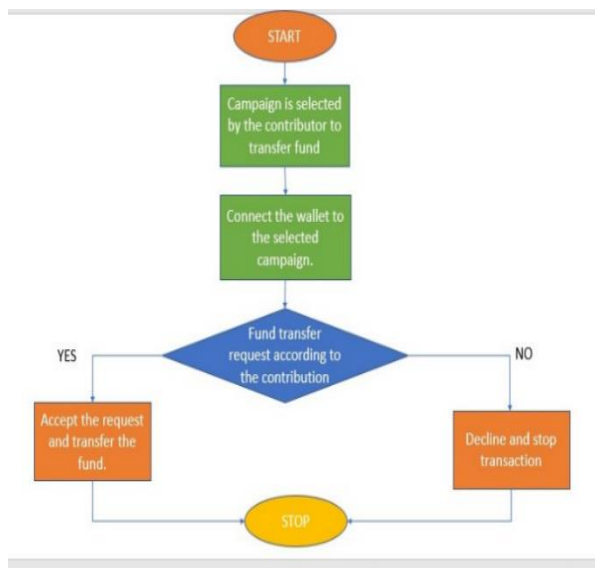 START
Campaign is selected
by the contributor to
transfer fund
Connect the wallet to
the selected
campaign.
Fund transfer
request according to
the contribution
YES
NO
Accept the request
and transfer the
fund.
Decline and stop
transaction
STOP